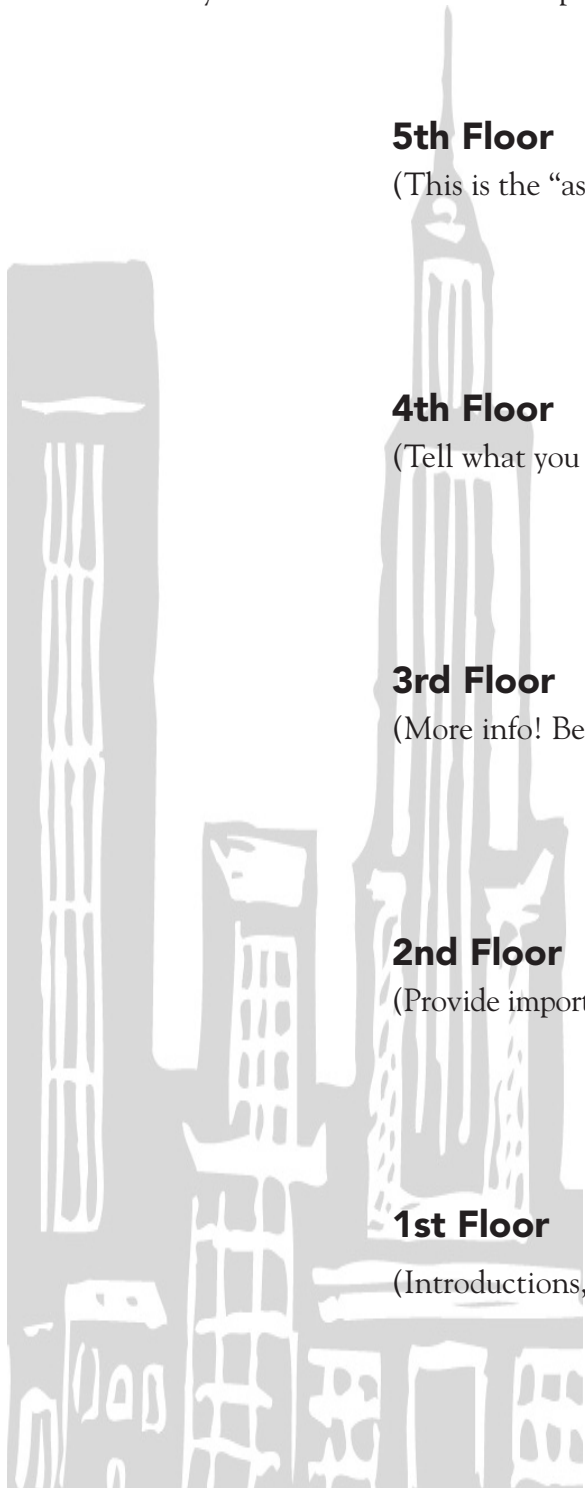 5th Floor
(This is the “as
4th Floor
(Tell what you
3rd Floor
(More info! Be
2nd Floor
(Provide import
1st Floor
(Introductions,